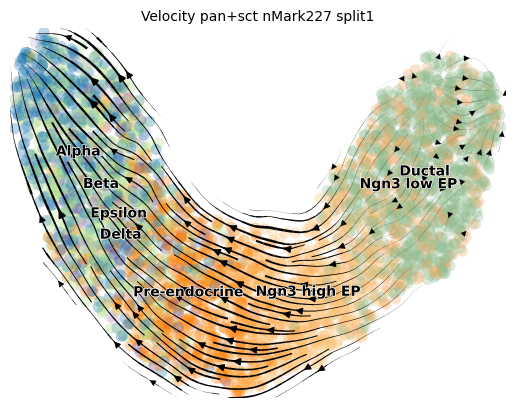 Velocity pan+sct nMark227 split1
Alpha
Ductal
Beta
Ngn3 low EP
Epsilon
Delta
Pre-endocrine
Ngn3 high EP